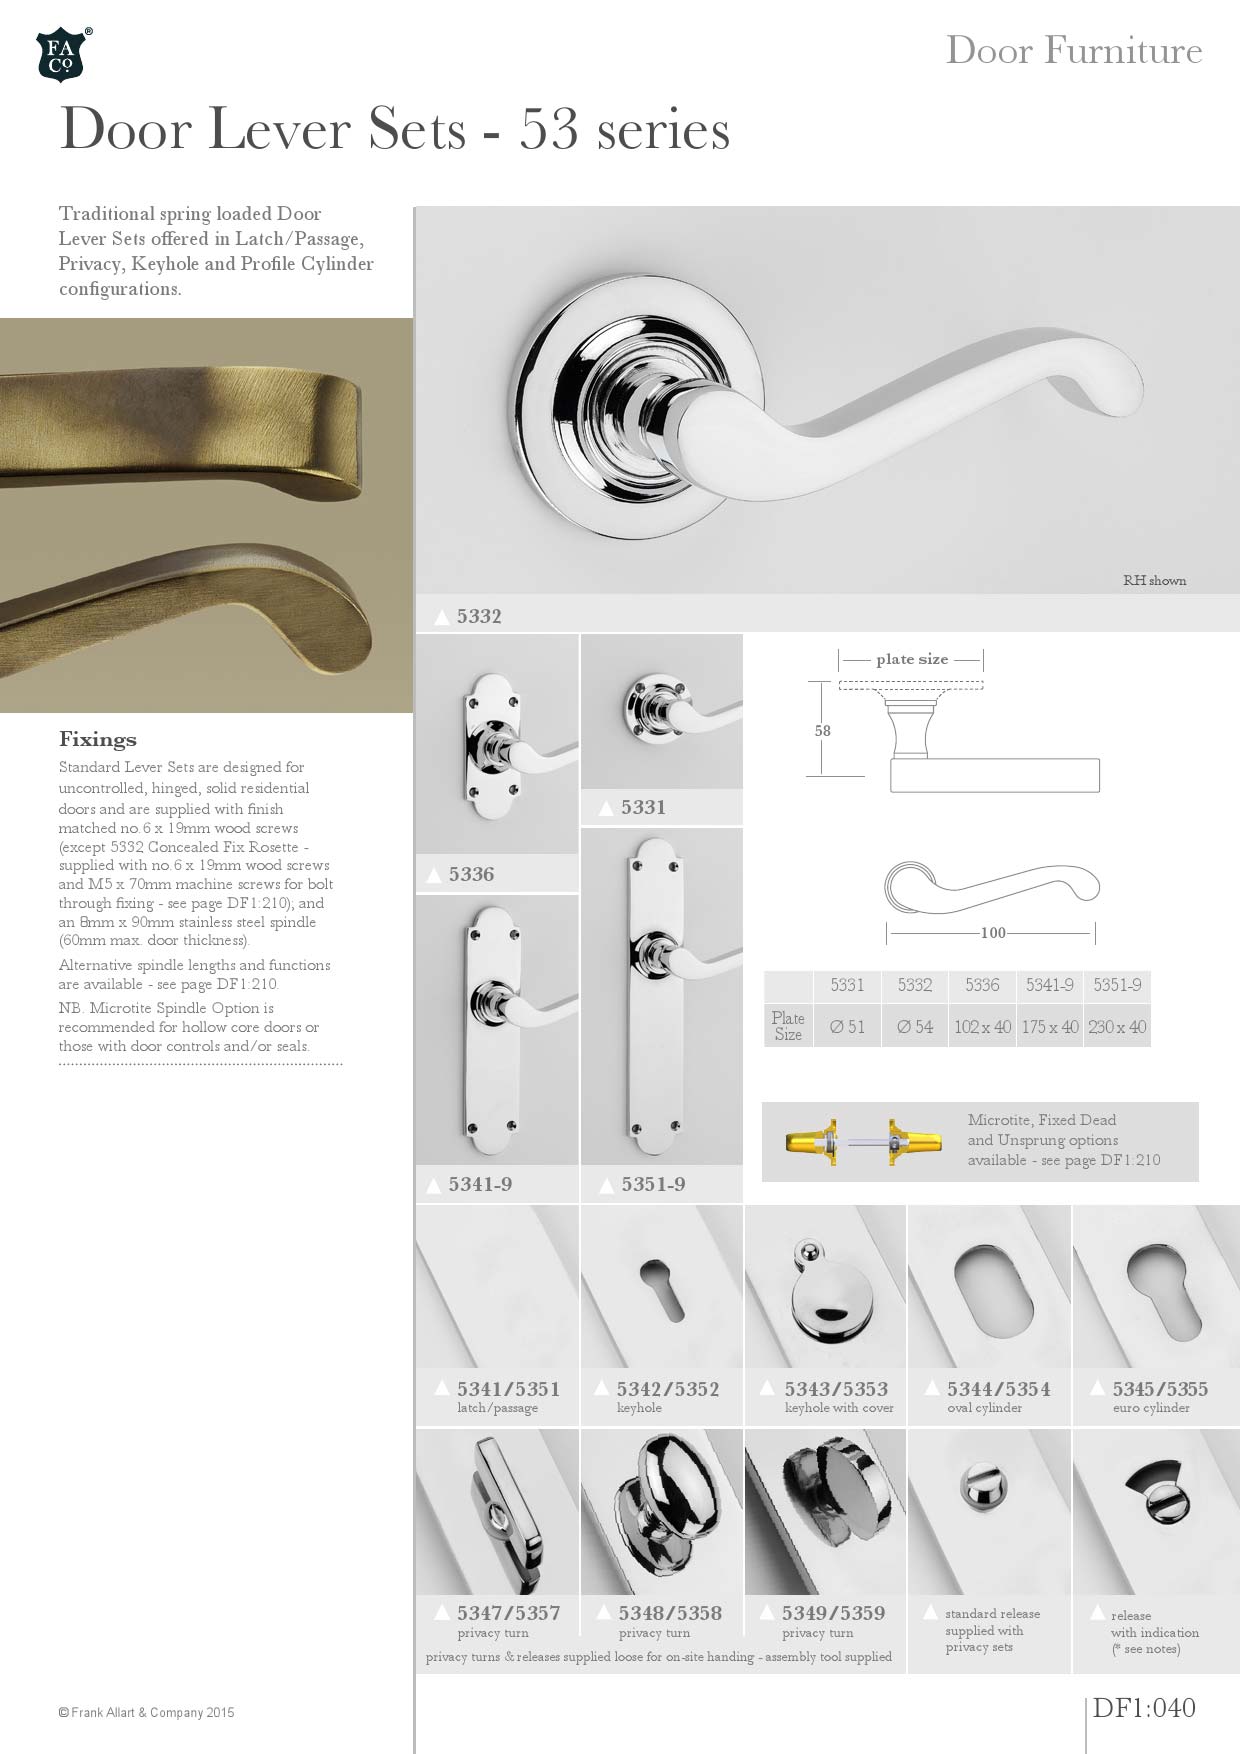 FA
Co.
®
Door Furniture
Door Lever Sets - 53 series
Traditional spring loaded Door
Lever Sets offered in Latch/Passage,
Privacy, Keyhole and Profile Cylinder
configurations.
RH shown
5332
Fixings
Standard Lever Sets are designed for
uncontrolled, hinged, solid residential
doors and are supplied with finish
matched no.6 x 19mm wood screws
(except 5332 Concealed Fix Rosette -
supplied with no.6 x 19mm wood screws
and M5 x 70mm machine screws for bolt
through fixing - see page DF1:210); and
an 8mm x 90mm stainless steel spindle
(60mm max. door thickness).
Alternative spindle lengths and functions
are available - see page DF1:210.
NB. Microtite Spindle Option is
recommended for hollow core doors or
those with door controls and/or seals.
5336
5331
5341-9
5351-9
plate size
58
100
5331 5332 5336 5341-9 5351-9
Plate
Size
Ø 51 Ø 54 102 x 40 175 x 40 230 x 40
Microtite, Fixed Dead
and Unsprung options
available - see page DF1:210
5341/5351 5342/5352 5343/5353 5344/5354 5345/5355
latch/passage keyhole keyhole with cover oval cylinder euro cylinder
5347/5357 5348/5358 5349/5359
privacy turn privacy turn privacy turn
privacy turns & releases supplied loose for on-site handing - assembly tool supplied
standard release
supplied with
privacy sets
release
with indication
(* see notes)
© Frank Allart & Company 2015
DF1:040